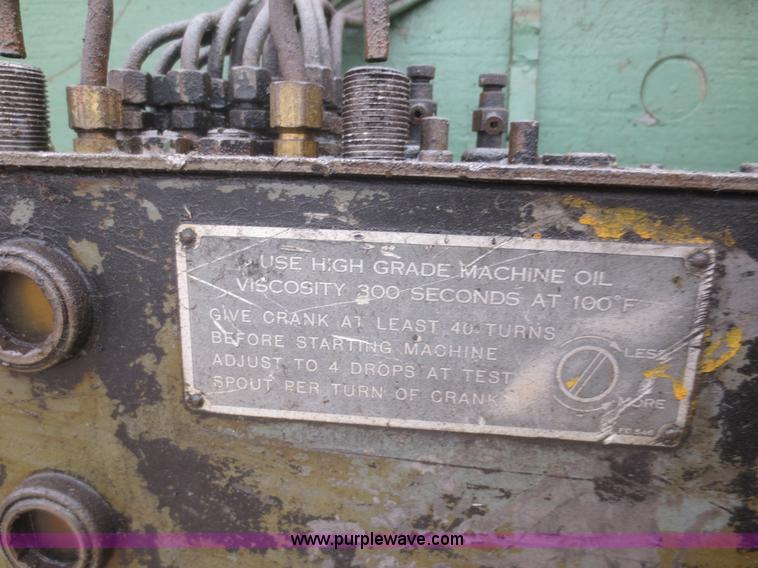 USE HIGH GRADE MACHINE OIL
VISCOSITY 300 SECONDS AT 100°F
GIVE CRANK AT LEAST 40 TURNS
BEFORE STARTING MACHINE
ADJUST TO 4 DROPS AT TEST
SPOUT PER TURN OF CRANK
LESS
MORE
www.purplewave.com